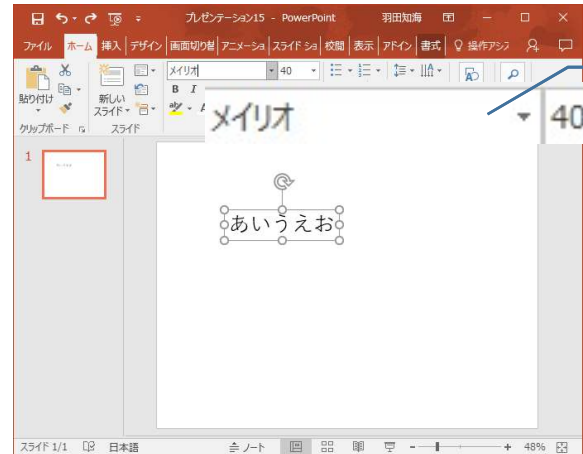 プレゼンテーション15 - PowerPoint 羽田知海
ファイル ホーム 挿入 デザイン 画面切り替 アニメーショ スライド ショ 校閲 表示 アドイン 書式 操作アシス
メイリオ 40
貼り付け 新しい スライド
B I
メイリオ 40
クリップボード スライド
1
あいうえお
スライド 1/1 日本語 ノート 48%